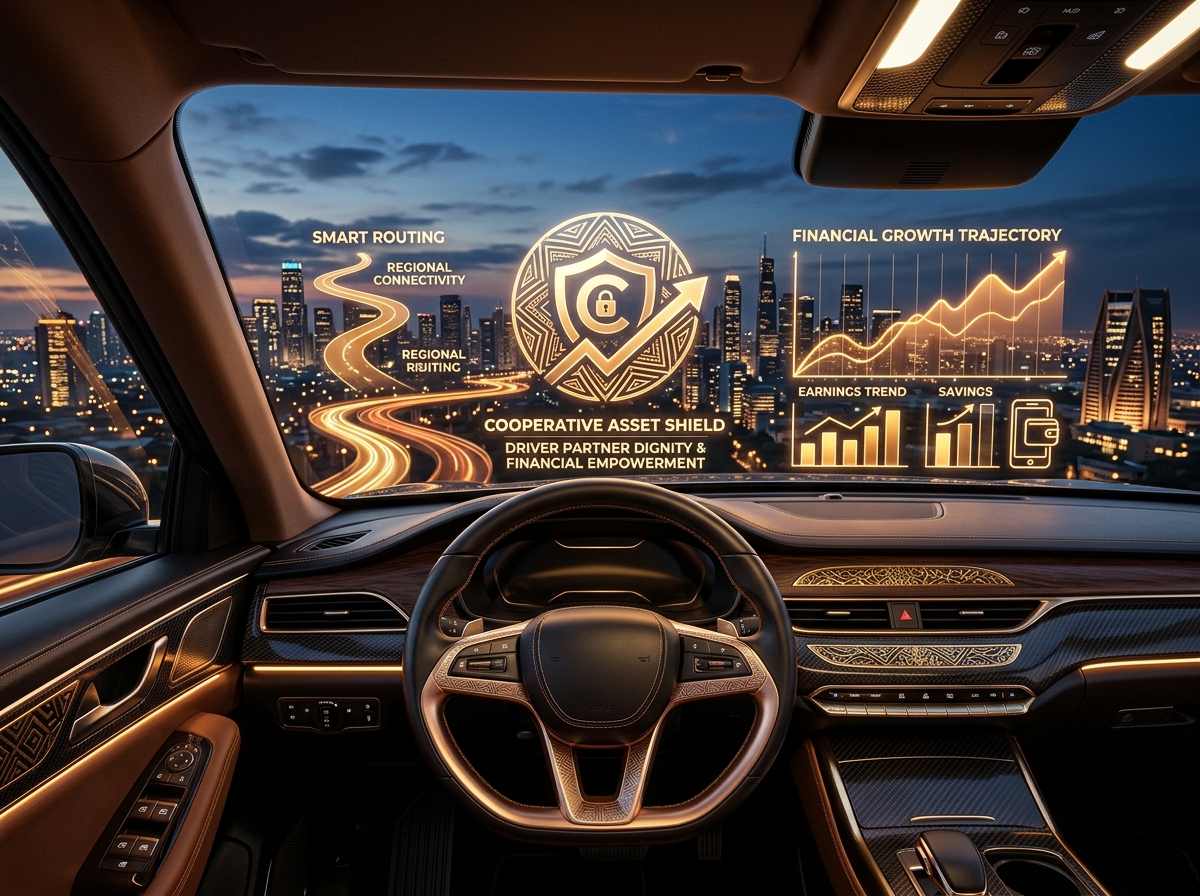 SMART ROUTING
REGIONAL
CONNECTIVITY
REGIONAL
RIƨTING
C
COOPERATIVE ASSET SHIELD
DRIVER PARTNER DIGNITY &
FINANCIAL EMPOWERMENT
FINANCIAL GROWTH TRAJECTORY
EARNINGS TREND
SAVINGS